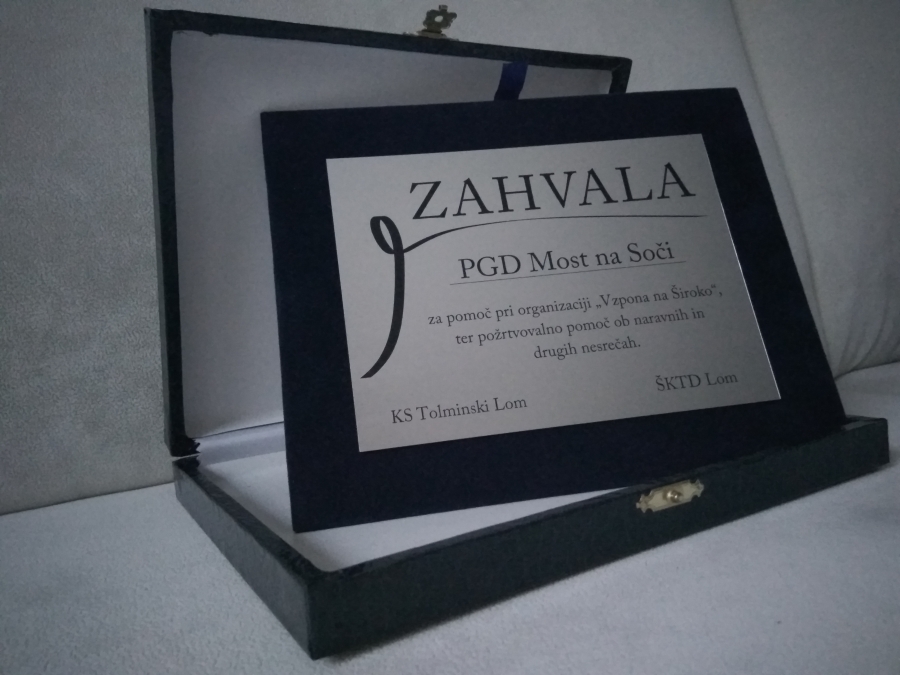 ZAHVALA
PGD Most na Soči
za pomoč pri organizaciji „Vzpona na Široko“,
ter požrtvovalno pomoč ob naravnih in
drugih nesrečah.
KS Tolminski Lom
ŠKTD Lom